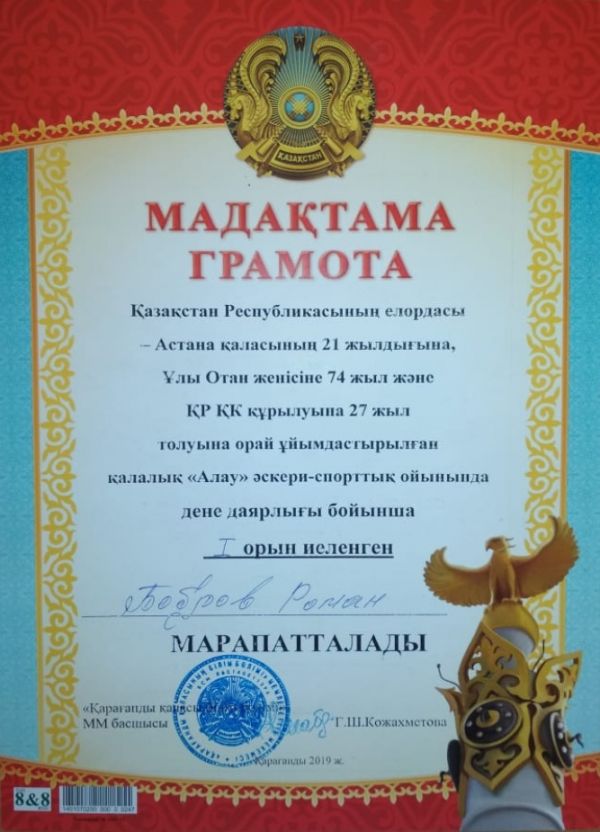 ҚАЗАҚСТАН
МАДАҚТАМА
ГРАМОТА
Қазақстан Республикасының елордасы
– Астана қаласының 21 жылдығына,
Ұлы Отан женісіне 74 жыл және
ҚР ҚК құрылуына 27 жыл
толуына орай ұйымдастырылған
қалалық «Алау» әскери-спорттық ойынында
дене даярлығы бойынша
I орын иеленген
Бобров Роман
МАРАПАТТАЛАДЫ
«Қарағанды
ММ басшысы Г.Ш.Кожахметова
Қарағанды 2019 ж.
8&8